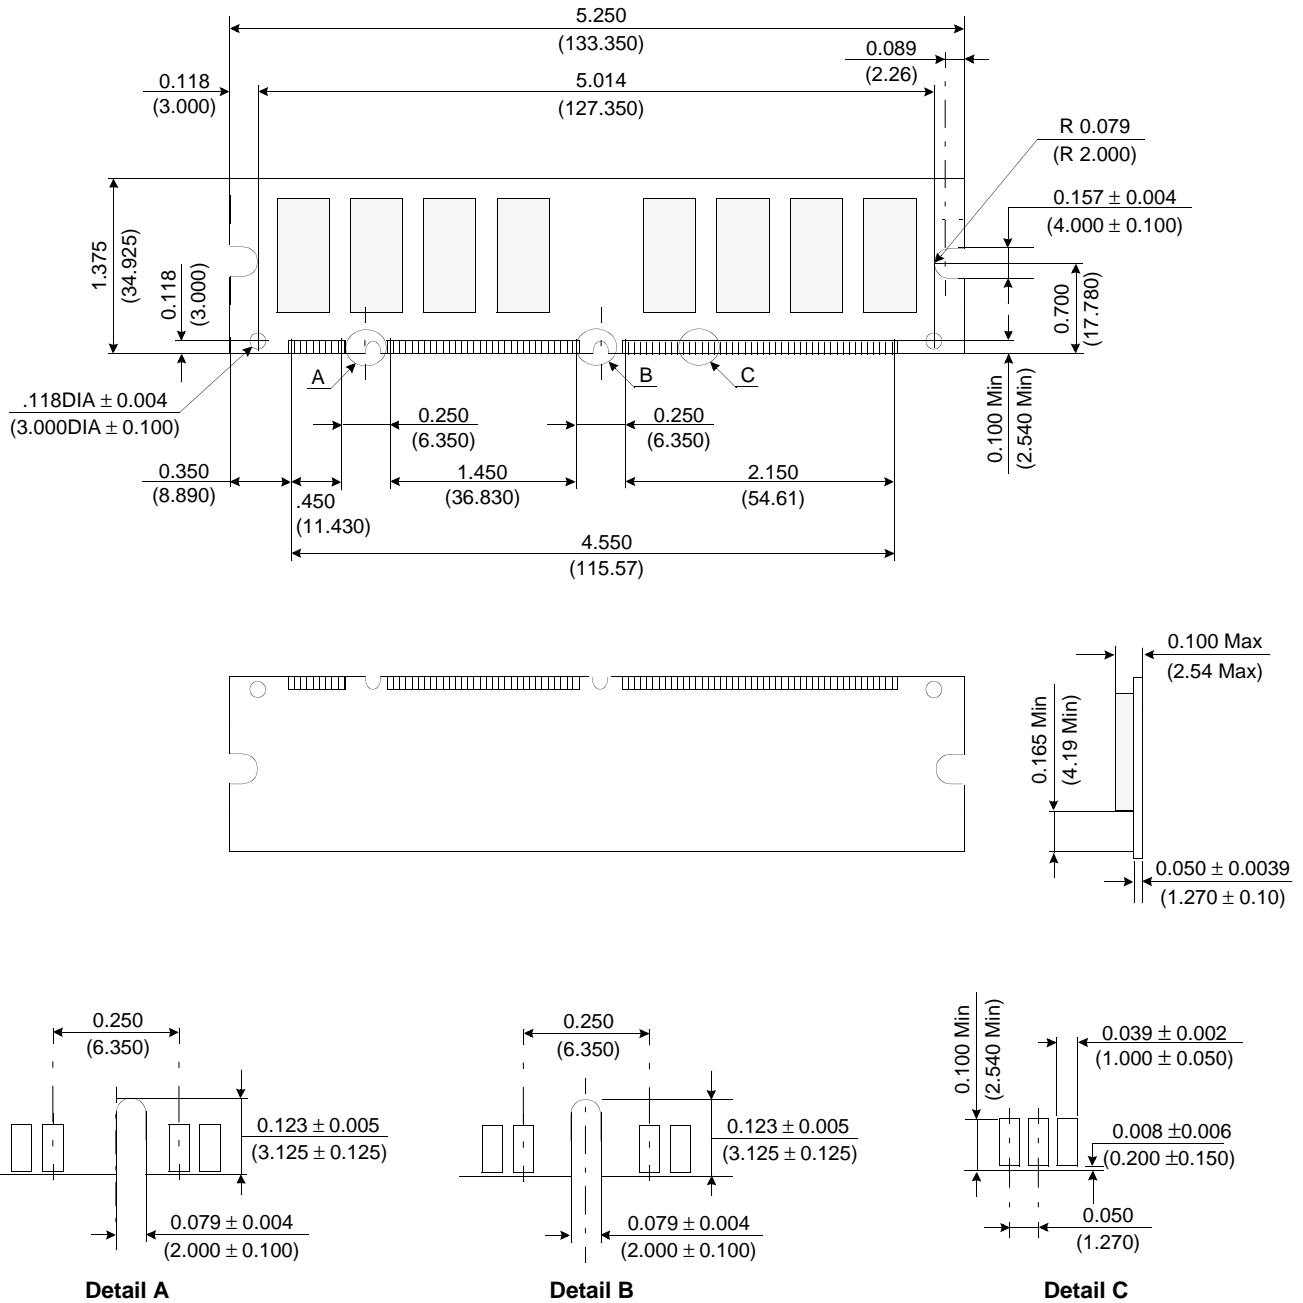 5.250
(133.350)
0.089
(2.26)
0.118
(3.000)
5.014
(127.350)
R 0.079
(R 2.000)
0.157 ± 0.004
(4.000 ± 0.100)
1.375
(34.925)
0.118
(3.000)
0.700
(17.780)
A
B
C
.118DIA ± 0.004
(3.000DIA ± 0.100)
0.250
(6.350)
0.250
(6.350)
0.100 Min
(2.540 Min)
0.350
(8.890)
.450
(11.430)
1.450
(36.830)
2.150
(54.61)
4.550
(115.57)
0.100 Max
(2.54 Max)
0.165 Min
(4.19 Min)
0.050 ± 0.0039
(1.270 ± 0.10)
0.250
(6.350)
0.123 ± 0.005
(3.125 ± 0.125)
0.079 ± 0.004
(2.000 ± 0.100)
Detail A
0.250
(6.350)
0.123 ± 0.005
(3.125 ± 0.125)
0.079 ± 0.004
(2.000 ± 0.100)
Detail B
0.100 Min
(2.540 Min)
0.039 ± 0.002
(1.000 ± 0.050)
0.008 ±0.006
(0.200 ±0.150)
0.050
(1.270)
Detail C